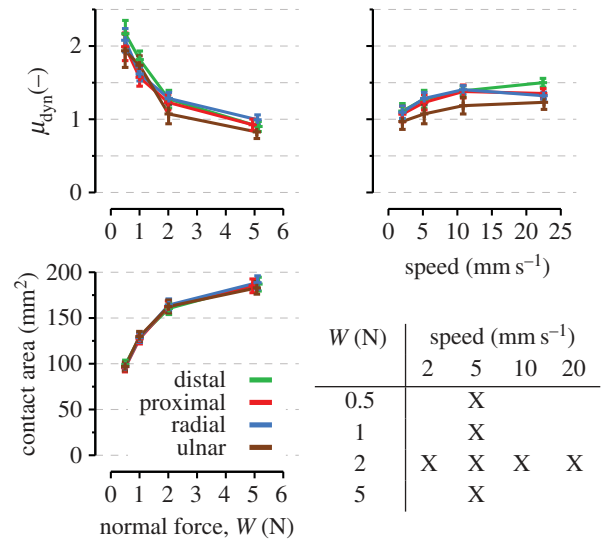 2
1
0
μdyn(–)
0 1 2 3 4 5 6
0 5 10 15 20 25
speed (mm s⁻¹)
200
150
100
50
0
contact area (mm²)
distal
proximal
radial
ulnar
0 1 2 3 4 5 6
normal force, W (N)
W (N) speed (mm s⁻¹)
2 5 10 20
0.5 X
1 X
2 X X X X
5 X